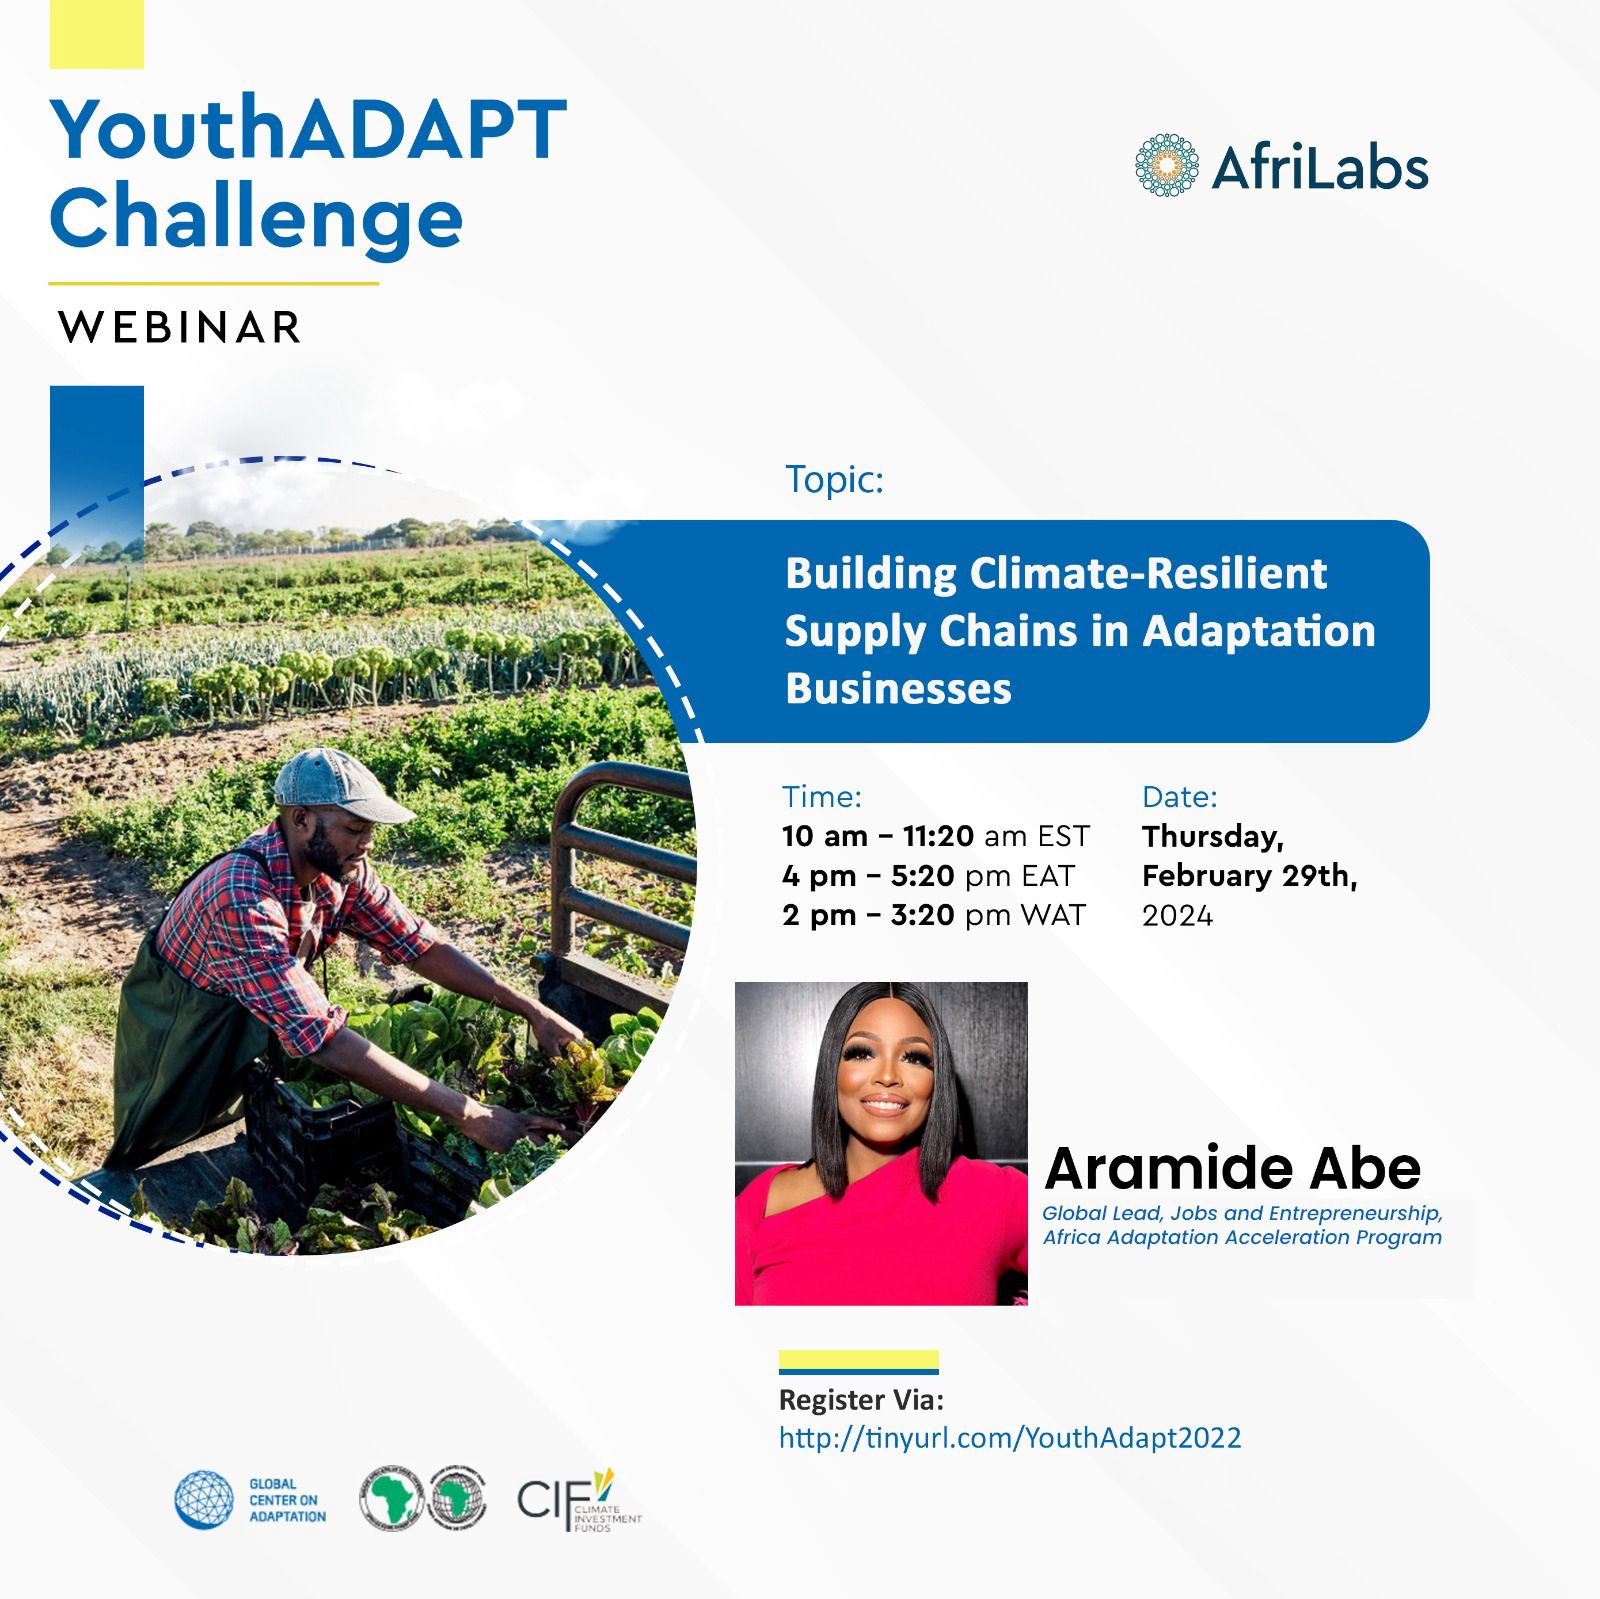 YouthADAPT
Challenge
WEBINAR
AfriLabs
Topic:
Building Climate-Resilient
Supply Chains in Adaptation
Businesses
Time:
10 am – 11:20 am EST
4 pm – 5:20 pm EAT
2 pm – 3:20 pm WAT
Date:
Thursday,
February 29th,
2024
Aramide Abe
Global Lead, Jobs and Entrepreneurship,
Africa Adaptation Acceleration Program
Register Via:
http://tinyurl.com/YouthAdapt2022
GLOBAL
CENTER ON
ADAPTATION
CIF
CLIMATE
INVESTMENT
FUNDS